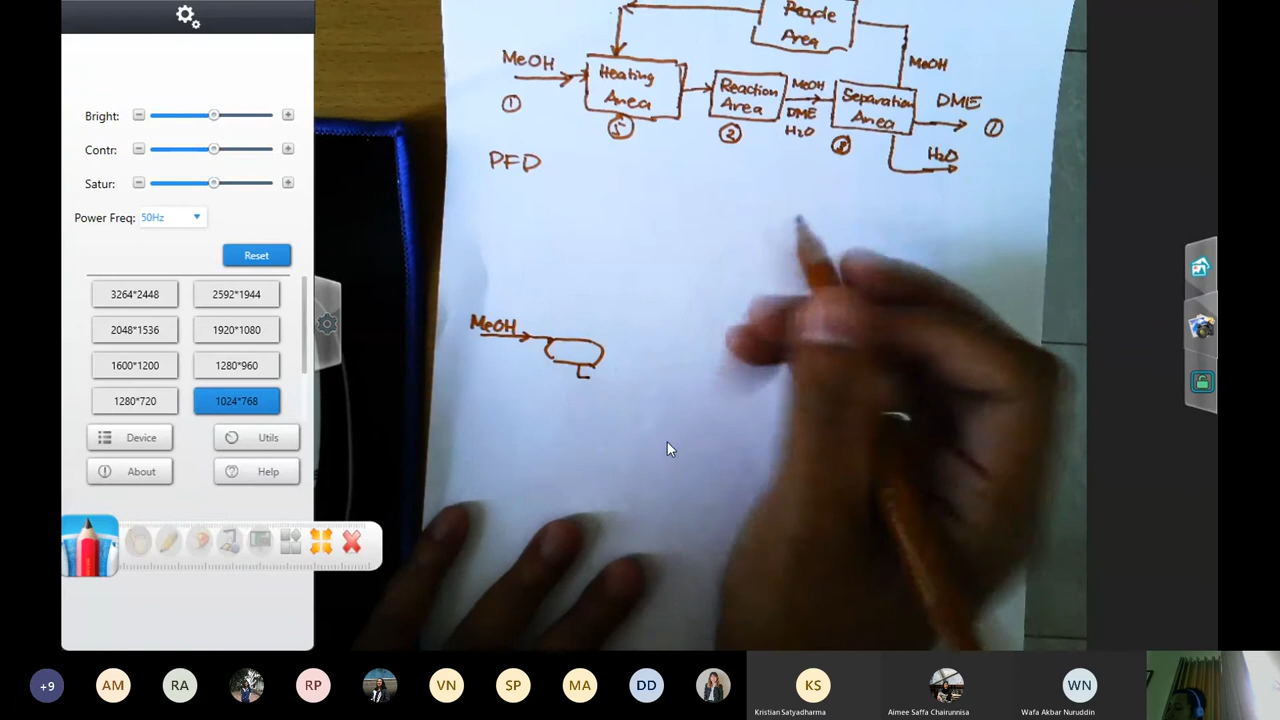 Bright:
Contr:
Satur:
Power Freq: 50Hz
Reset
3264*2448
2592*1944
2048*1536
1920*1080
1600*1200
1280*960
1280*720
1024*768
Device
Utils
About
Help
Area
MeOH
①
Heating
Area
⑤
Reaction
Area
②
MeOH
DME
H2O
Separation
Area
③
MeOH
DME
①
H2O
PFD
MeOH
+9
AM
RA
RP
VN
SP
MA
DD
KS
WN
Kristian Satyadharma
Aimee Saffa Chairunnisa
Wafa Akbar Nuruddin